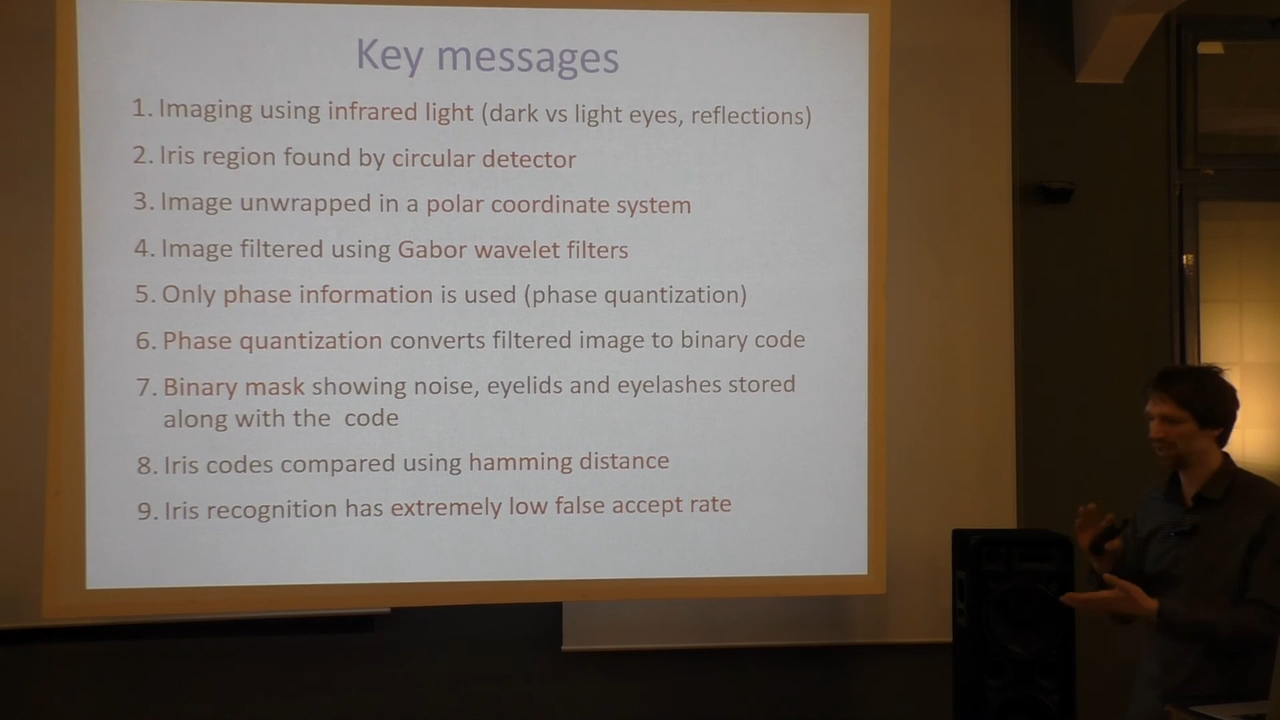 Key messages
1. Imaging using infrared light (dark vs light eyes, reflections)
2. Iris region found by circular detector
3. Image unwrapped in a polar coordinate system
4. Image filtered using Gabor wavelet filters
5. Only phase information is used (phase quantization)
6. Phase quantization converts filtered image to binary code
7. Binary mask showing noise, eyelids and eyelashes stored
along with the code
8. Iris codes compared using hamming distance
9. Iris recognition has extremely low false accept rate